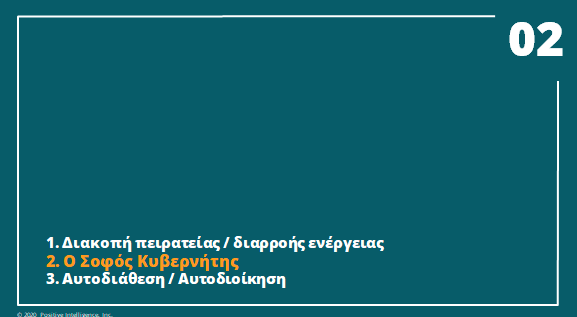 02
1. Διακοπή πειρατείας / διαρροής ενέργειας
2. Ο Σοφός Κυβερνήτης
3. Αυτοδιάθεση / Αυτοδιοίκηση
© 2020 Positive Intelligence, Inc.